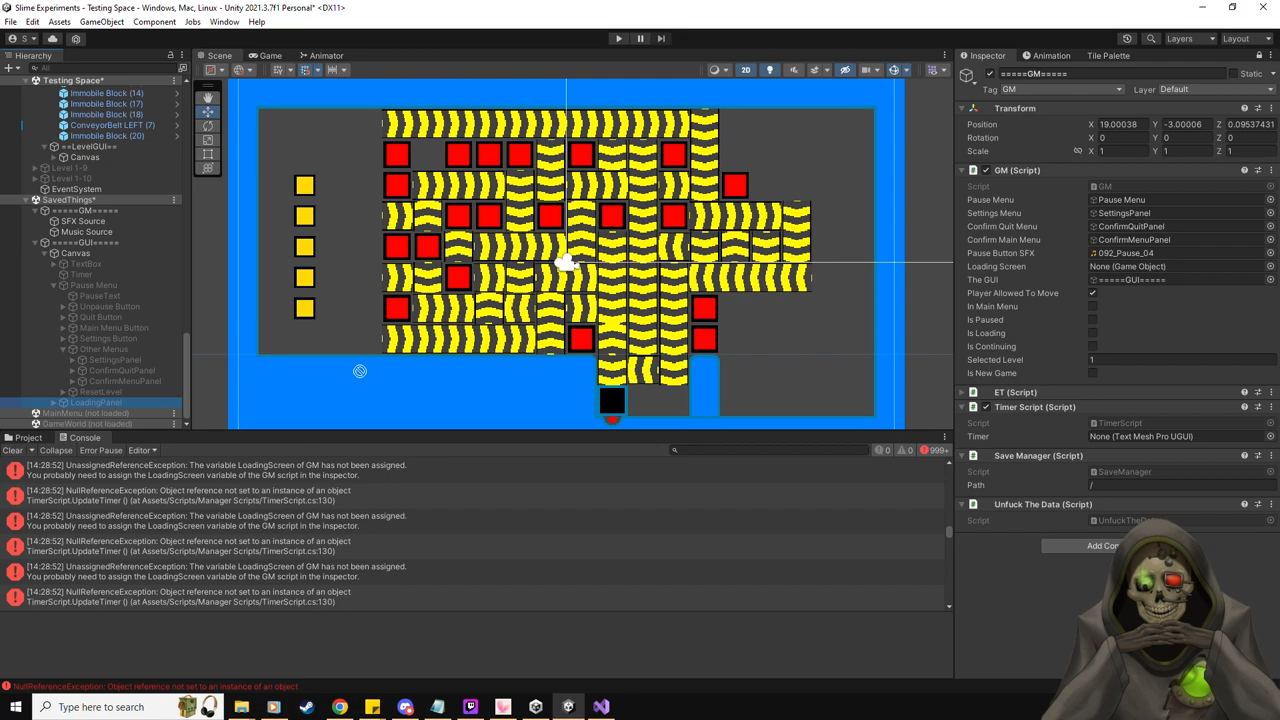 Slime Experiments - Testing Space - Windows, Mac, Linux - Unity 2021.3.7f1 Personal* <DX11>
File Edit Assets GameObject Component Jobs Window Help
S Layers Layout
Hierarchy Scene Game Animator Inspector Animation Tile Palette
All 2D
Testing Space*
Immobile Block (14)
Immobile Block (17)
Immobile Block (18)
ConveyorBelt LEFT (7)
Immobile Block (20)
==LevelGUI==
Canvas
Level 1-9
Level 1-10
EventSystem
SavedThings*
=====GM=====
SFX Source
Music Source
=====GUI=====
Canvas
TextBox
Timer
Pause Menu
PauseText
Unpause Button
Quit Button
Main Menu Button
Settings Button
Other Menus
SettingsPanel
ConfirmQuitPanel
ConfirmMenuPanel
ResetLevel
LoadingPanel
MainMenu (not loaded)
GameWorld (not loaded)
=====GM===== Static
Tag GM Layer Default
Transform
Position X 19.00038 Y -3.00006 Z 0.09537431
Rotation X 0 Y 0 Z 0
Scale X 1 Y 1 Z 1
GM (Script)
Script GM
Pause Menu Pause Menu
Settings Menu SettingsPanel
Confirm Quit Menu ConfirmQuitPanel
Confirm Main Menu ConfirmMenuPanel
Pause Button SFX 092_Pause_04
Loading Screen None (Game Object)
The GUI =====GUI=====
Player Allowed To Move
In Main Menu
Is Paused
Is Loading
Is Continuing
Selected Level 1
Is New Game
ET (Script)
Timer Script (Script)
Script TimerScript
Timer None (Text Mesh Pro UGUI)
Save Manager (Script)
Script SaveManager
Path /
Unfuck The Data (Script)
Script
Project Console
Clear Collapse Error Pause Editor 0 0 999+
[14:28:52] UnassignedReferenceException: The variable LoadingScreen of GM has not been assigned.
You probably need to assign the LoadingScreen variable of the GM script in the inspector.
[14:28:52] NullReferenceException: Object reference not set to an instance of an object
TimerScript.UpdateTimer () (at Assets/Scripts/Manager Scripts/TimerScript.cs:130)
[14:28:52] UnassignedReferenceException: The variable LoadingScreen of GM has not been assigned.
You probably need to assign the LoadingScreen variable of the GM script in the inspector.
[14:28:52] NullReferenceException: Object reference not set to an instance of an object
TimerScript.UpdateTimer () (at Assets/Scripts/Manager Scripts/TimerScript.cs:130)
[14:28:52] UnassignedReferenceException: The variable LoadingScreen of GM has not been assigned.
You probably need to assign the LoadingScreen variable of the GM script in the inspector.
[14:28:52] NullReferenceException: Object reference not set to an instance of an object
TimerScript.UpdateTimer () (at Assets/Scripts/Manager Scripts/TimerScript.cs:130)
NullReferenceException: Object reference not set to an instance of an object
Type here to search